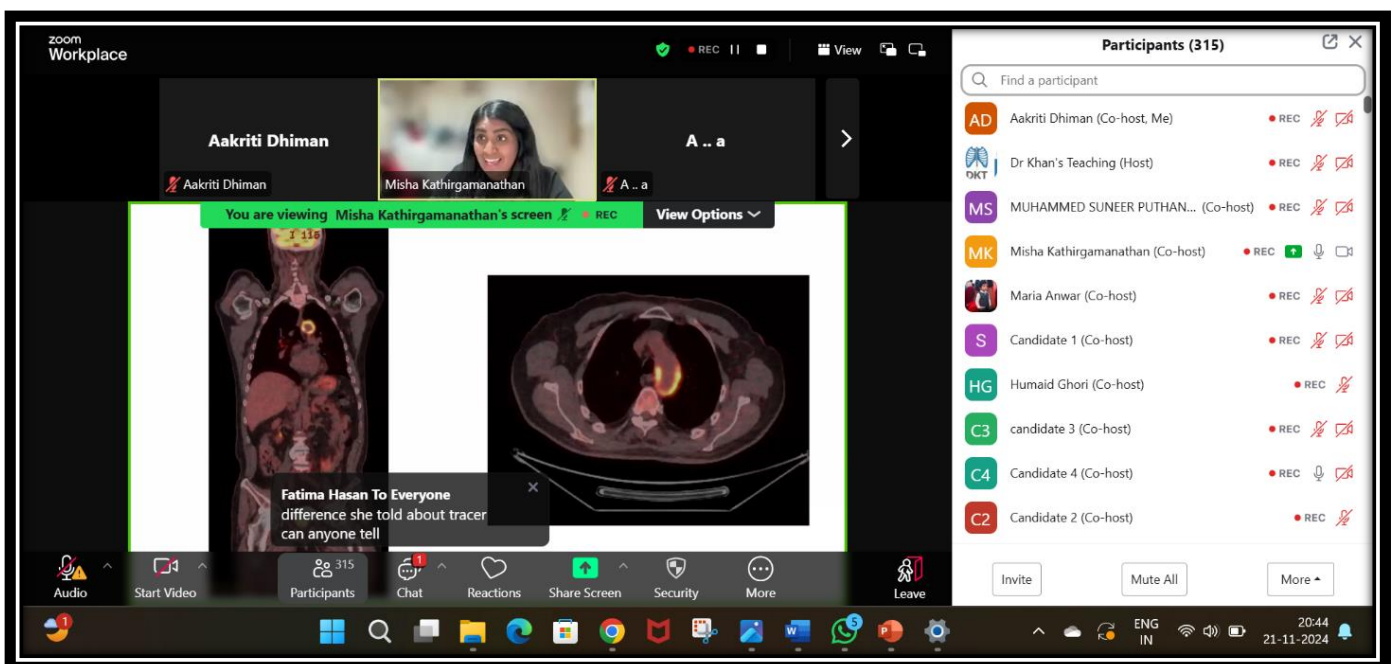 zoom
Workplace
REC
View
Aakriti Dhiman
Aakriti Dhiman
Misha Kathirgamanathan
A .. a
A .. a
You are viewing Misha Kathirgamanathan's screen
REC
View Options
Fatima Hasan To Everyone
difference she told about tracer
can anyone tell
Audio
Start Video
315
Participants
1
Chat
Reactions
Share Screen
Security
More
Leave
Participants (315)
Find a participant
AD Aakriti Dhiman (Co-host, Me) REC
DKT Dr Khan's Teaching (Host) REC
MS MUHAMMED SUNEER PUTHAN... (Co-host) REC
MK Misha Kathirgamanathan (Co-host) REC
Maria Anwar (Co-host) REC
S Candidate 1 (Co-host) REC
HG Humaid Ghori (Co-host) REC
C3 candidate 3 (Co-host) REC
C4 Candidate 4 (Co-host) REC
C2 Candidate 2 (Co-host) REC
Invite
Mute All
More
1
5
ENG
IN
20:44
21-11-2024